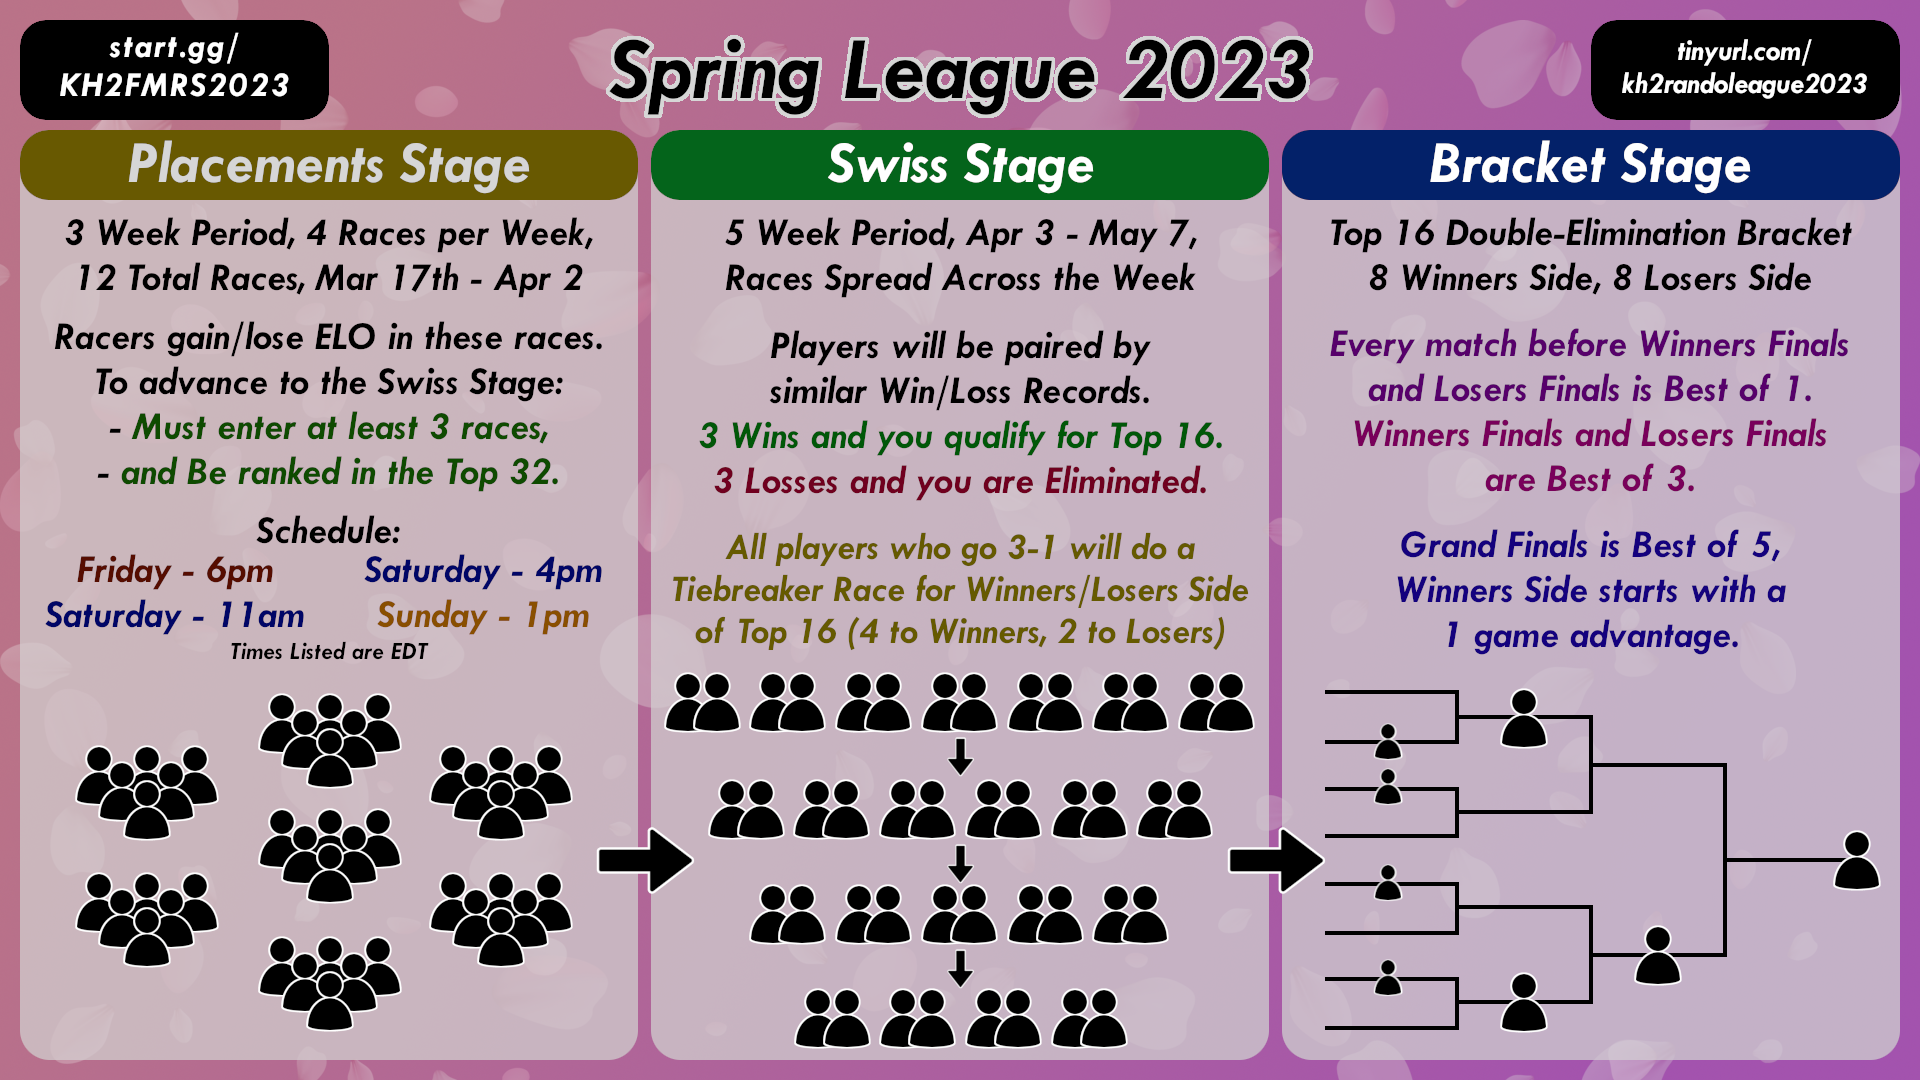 start.gg/
KH2FMRS2023
Spring League 2023
tinyurl.com/
kh2randoleague2023
Placements Stage
3 Week Period, 4 Races per Week,
12 Total Races, Mar 17th - Apr 2
Racers gain/lose ELO in these races.
To advance to the Swiss Stage:
- Must enter at least 3 races,
- and Be ranked in the Top 32.
Schedule:
Friday - 6pm
Saturday - 4pm
Saturday - 11am
Sunday - 1pm
Times Listed are EDT
Swiss Stage
5 Week Period, Apr 3 - May 7,
Races Spread Across the Week
Players will be paired by
similar Win/Loss Records.
3 Wins and you qualify for Top 16.
3 Losses and you are Eliminated.
All players who go 3-1 will do a
Tiebreaker Race for Winners/Losers Side
of Top 16 (4 to Winners, 2 to Losers)
Bracket Stage
Top 16 Double-Elimination Bracket
8 Winners Side, 8 Losers Side
Every match before Winners Finals
and Losers Finals is Best of 1.
Winners Finals and Losers Finals
are Best of 3.
Grand Finals is Best of 5,
Winners Side starts with a
1 game advantage.